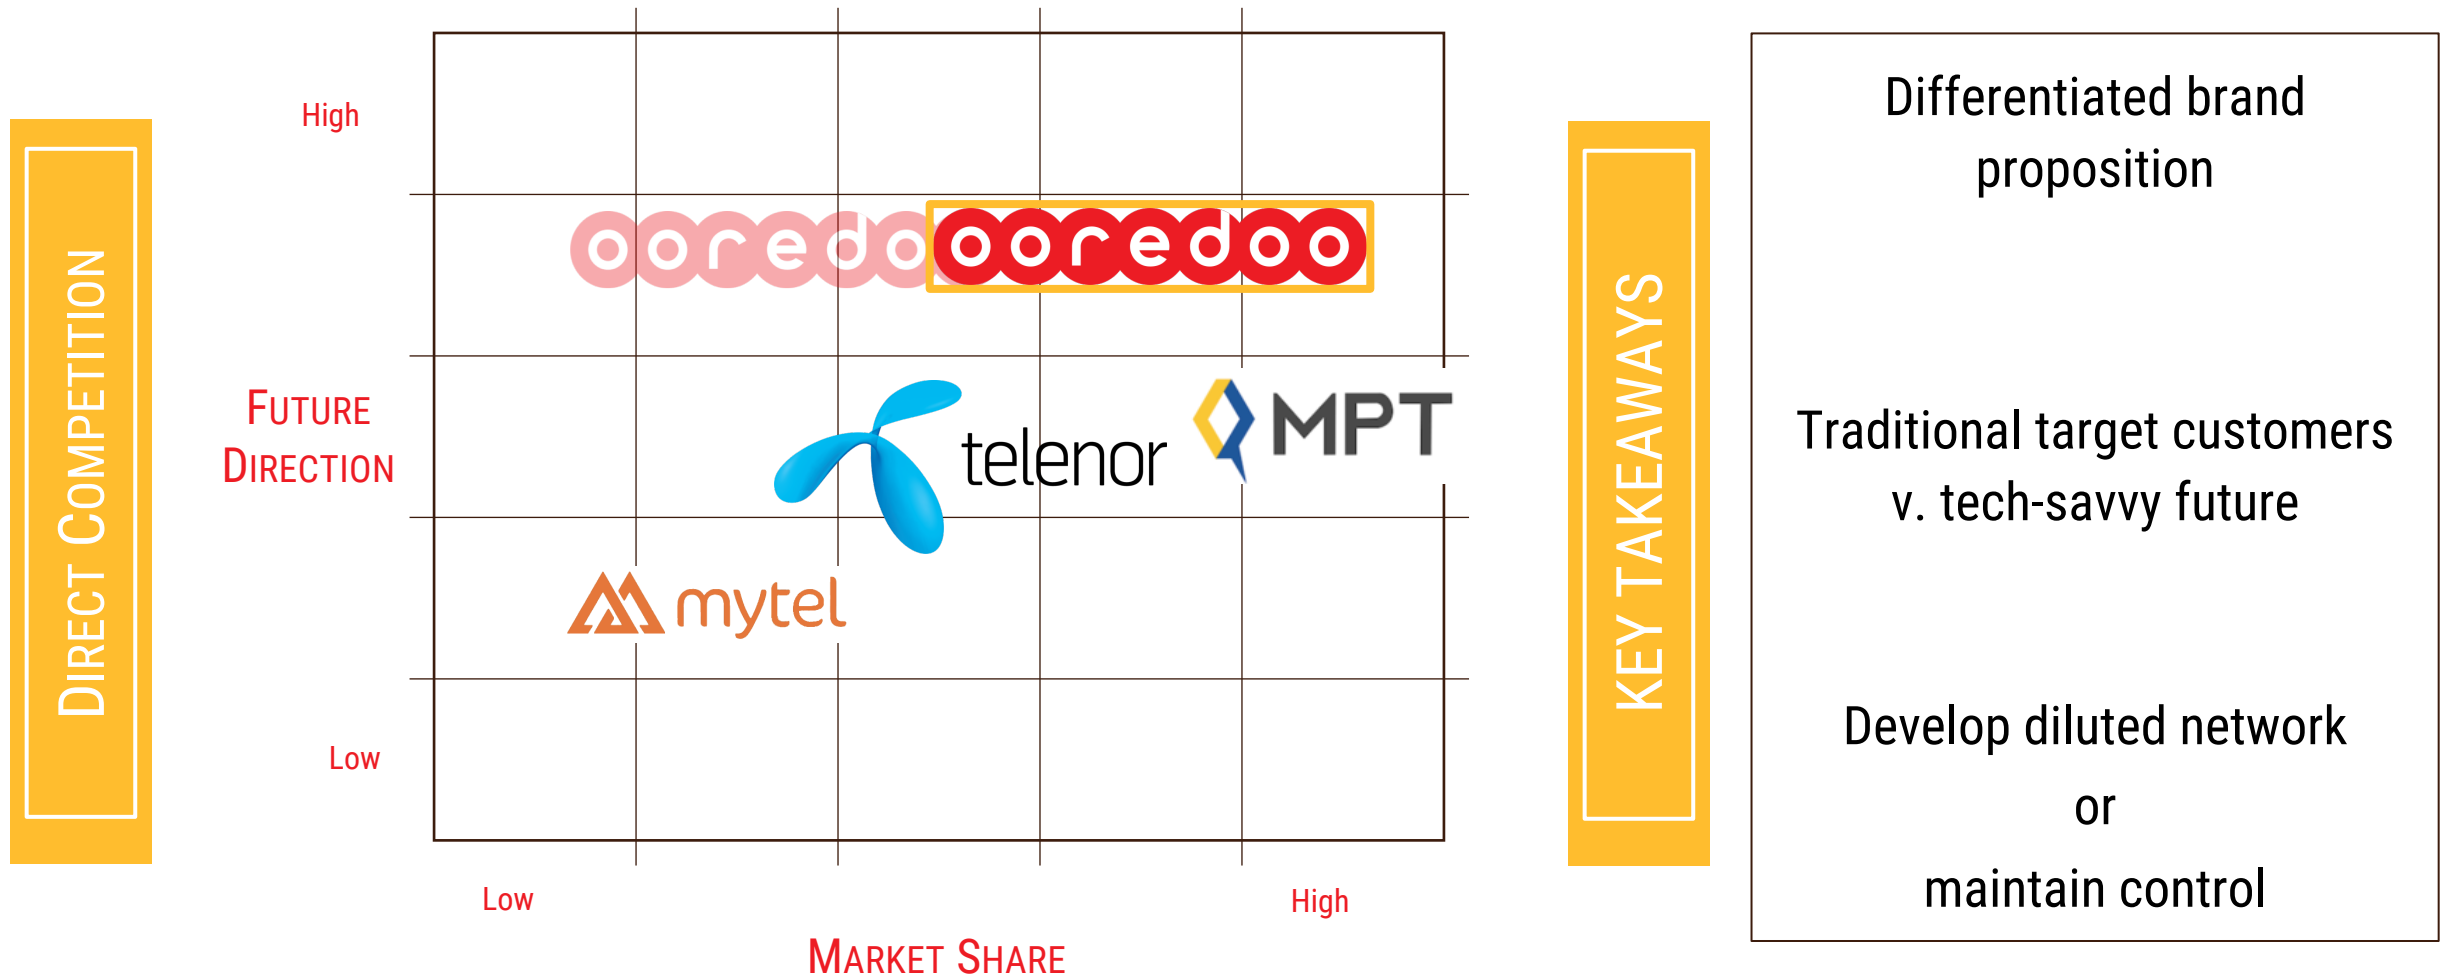 DIRECT COMPETITION
High
FUTURE
DIRECTION
Low
ooredo
ooredoo
telenor
MPT
mytel
Low
High
MARKET SHARE
KEY TAKEAWAYS
Differentiated brand
proposition
Traditional target customers
v. tech-savvy future
Develop diluted network
or
maintain control